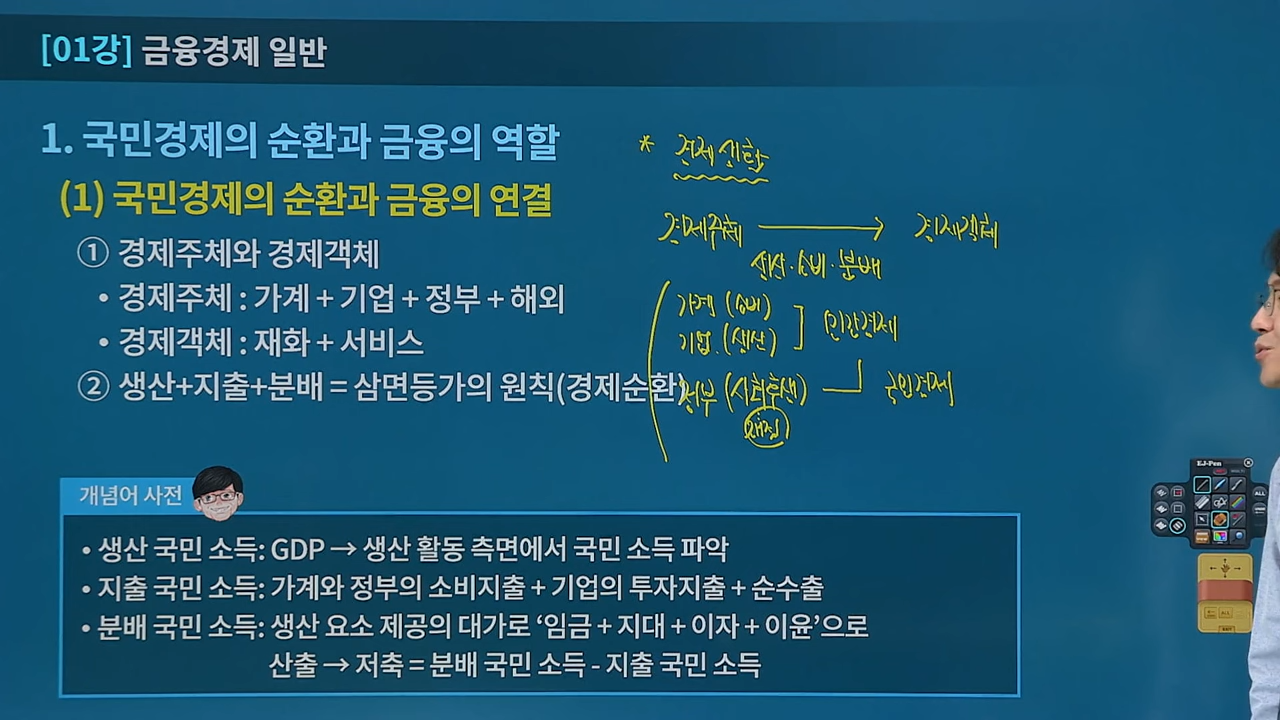 [01강] 금융경제 일반
1. 국민경제의 순환과 금융의 역할
(1) 국민경제의 순환과 금융의 연결
① 경제주체와 경제객체
• 경제주체 : 가계 + 기업 + 정부 + 해외
• 경제객체 : 재화 + 서비스
② 생산+지출+분배 = 삼면등가의 원칙(경제순환)
* 경제생활
경제주체 → 경제객체
생산·소비·분배
가계 (소비)
기업 (생산)
민간경제
정부 (사회후생)
국민경제
재정
개념어 사전
• 생산 국민 소득: GDP → 생산 활동 측면에서 국민 소득 파악
• 지출 국민 소득: 가계와 정부의 소비지출 + 기업의 투자지출 + 순수출
• 분배 국민 소득: 생산 요소 제공의 대가로 ‘임금 + 지대 + 이자 + 이윤’으로
산출 → 저축 = 분배 국민 소득 - 지출 국민 소득
EJ-Pen
ALL